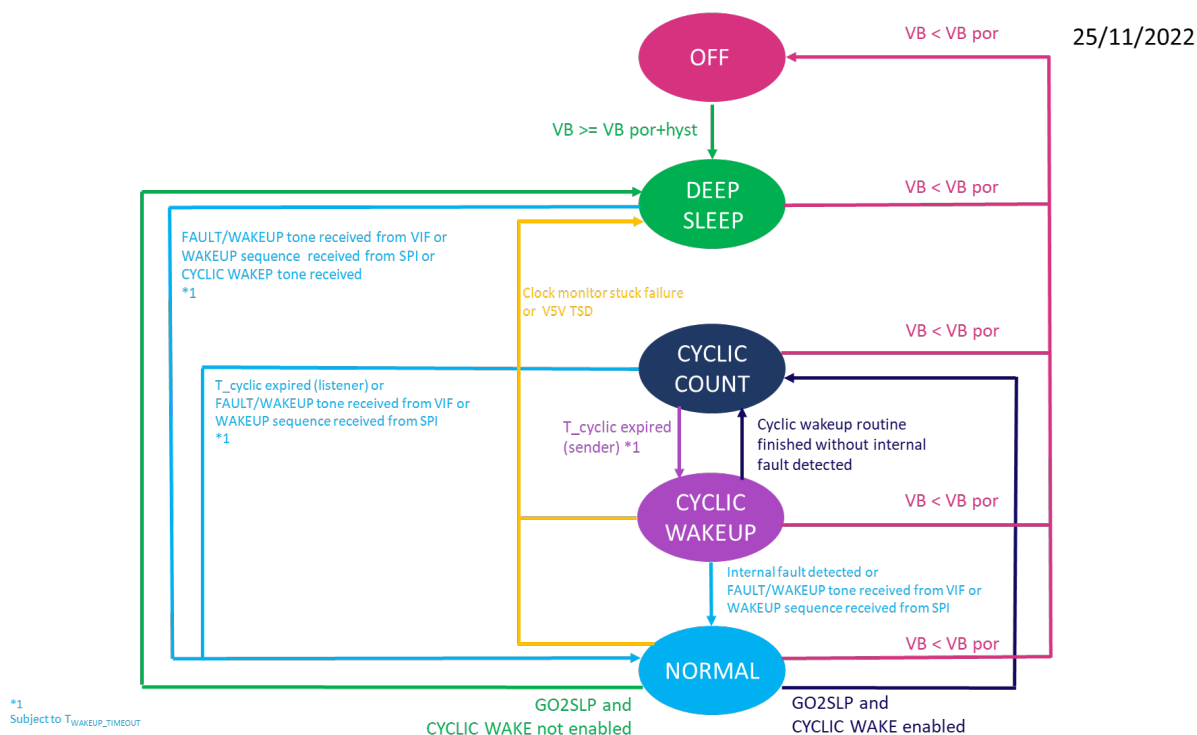 VB < VB por
25/11/2022
OFF
VB >= VB por+hyst
DEEP
SLEEP
VB < VB por
FAULT/WAKEUP tone received from VIF or
WAKEUP sequence received from SPI or
CYCLIC WAKEP tone received
*1
Clock monitor stuck failure
or V5V TSD
VB < VB por
CYCLIC
COUNT
T_cyclic expired (listener) or
FAULT/WAKEUP tone received from VIF or
WAKEUP sequence received from SPI
*1
T_cyclic expired
(sender) *1
Cyclic wakeup routine
finished without internal
fault detected
CYCLIC
WAKEUP
VB < VB por
Internal fault detected or
FAULT/WAKEUP tone received from VIF or
WAKEUP sequence received from SPI
NORMAL
VB < VB por
GO2SLP and
CYCLIC WAKE not enabled
GO2SLP and
CYCLIC WAKE enabled
*1
Subject to TWAKEUP_TIMEOUT